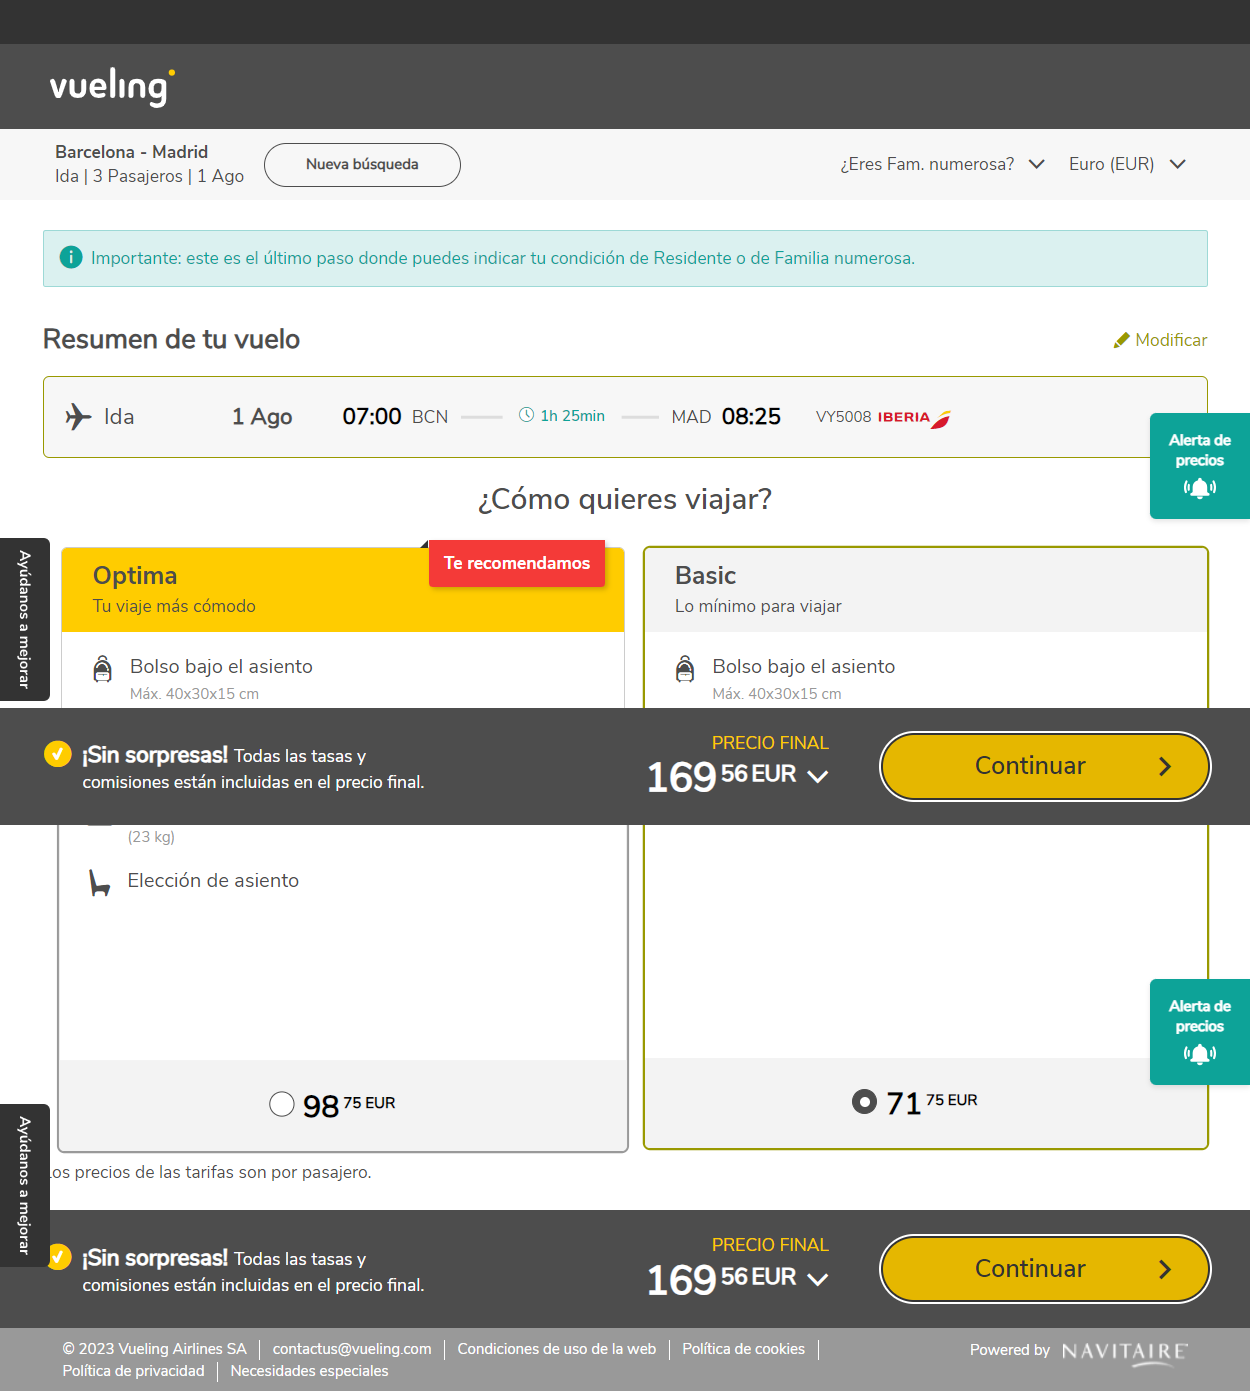 vueling
Barcelona - Madrid
Ida | 3 Pasajeros | 1 Ago
Nueva búsqueda
¿Eres Fam. numerosa?
Euro (EUR)
Importante: este es el último paso donde puedes indicar tu condición de Residente o de Familia numerosa.
Resumen de tu vuelo
Modificar
Ida 1 Ago 07:00 BCN 1h 25min MAD 08:25 VY5008 IBERIA
Alerta de
precios
¿Cómo quieres viajar?
Ayúdanos a mejorar
Te recomendamos
Optima
Tu viaje más cómodo
Bolso bajo el asiento
Máx. 40x30x15 cm
Basic
Lo mínimo para viajar
Bolso bajo el asiento
Máx. 40x30x15 cm
¡Sin sorpresas! Todas las tasas y
comisiones están incluidas en el precio final.
PRECIO FINAL
169 56 EUR
Continuar
(23 kg)
Elección de asiento
Alerta de
precios
98 75 EUR
71 75 EUR
Ayúdanos a mejorar
los precios de las tarifas son por pasajero.
¡Sin sorpresas! Todas las tasas y
comisiones están incluidas en el precio final.
PRECIO FINAL
169 56 EUR
Continuar
© 2023 Vueling Airlines SA | contactus@vueling.com | Condiciones de uso de la web | Política de cookies |
Política de privacidad | Necesidades especiales
Powered by NAVITAIRE